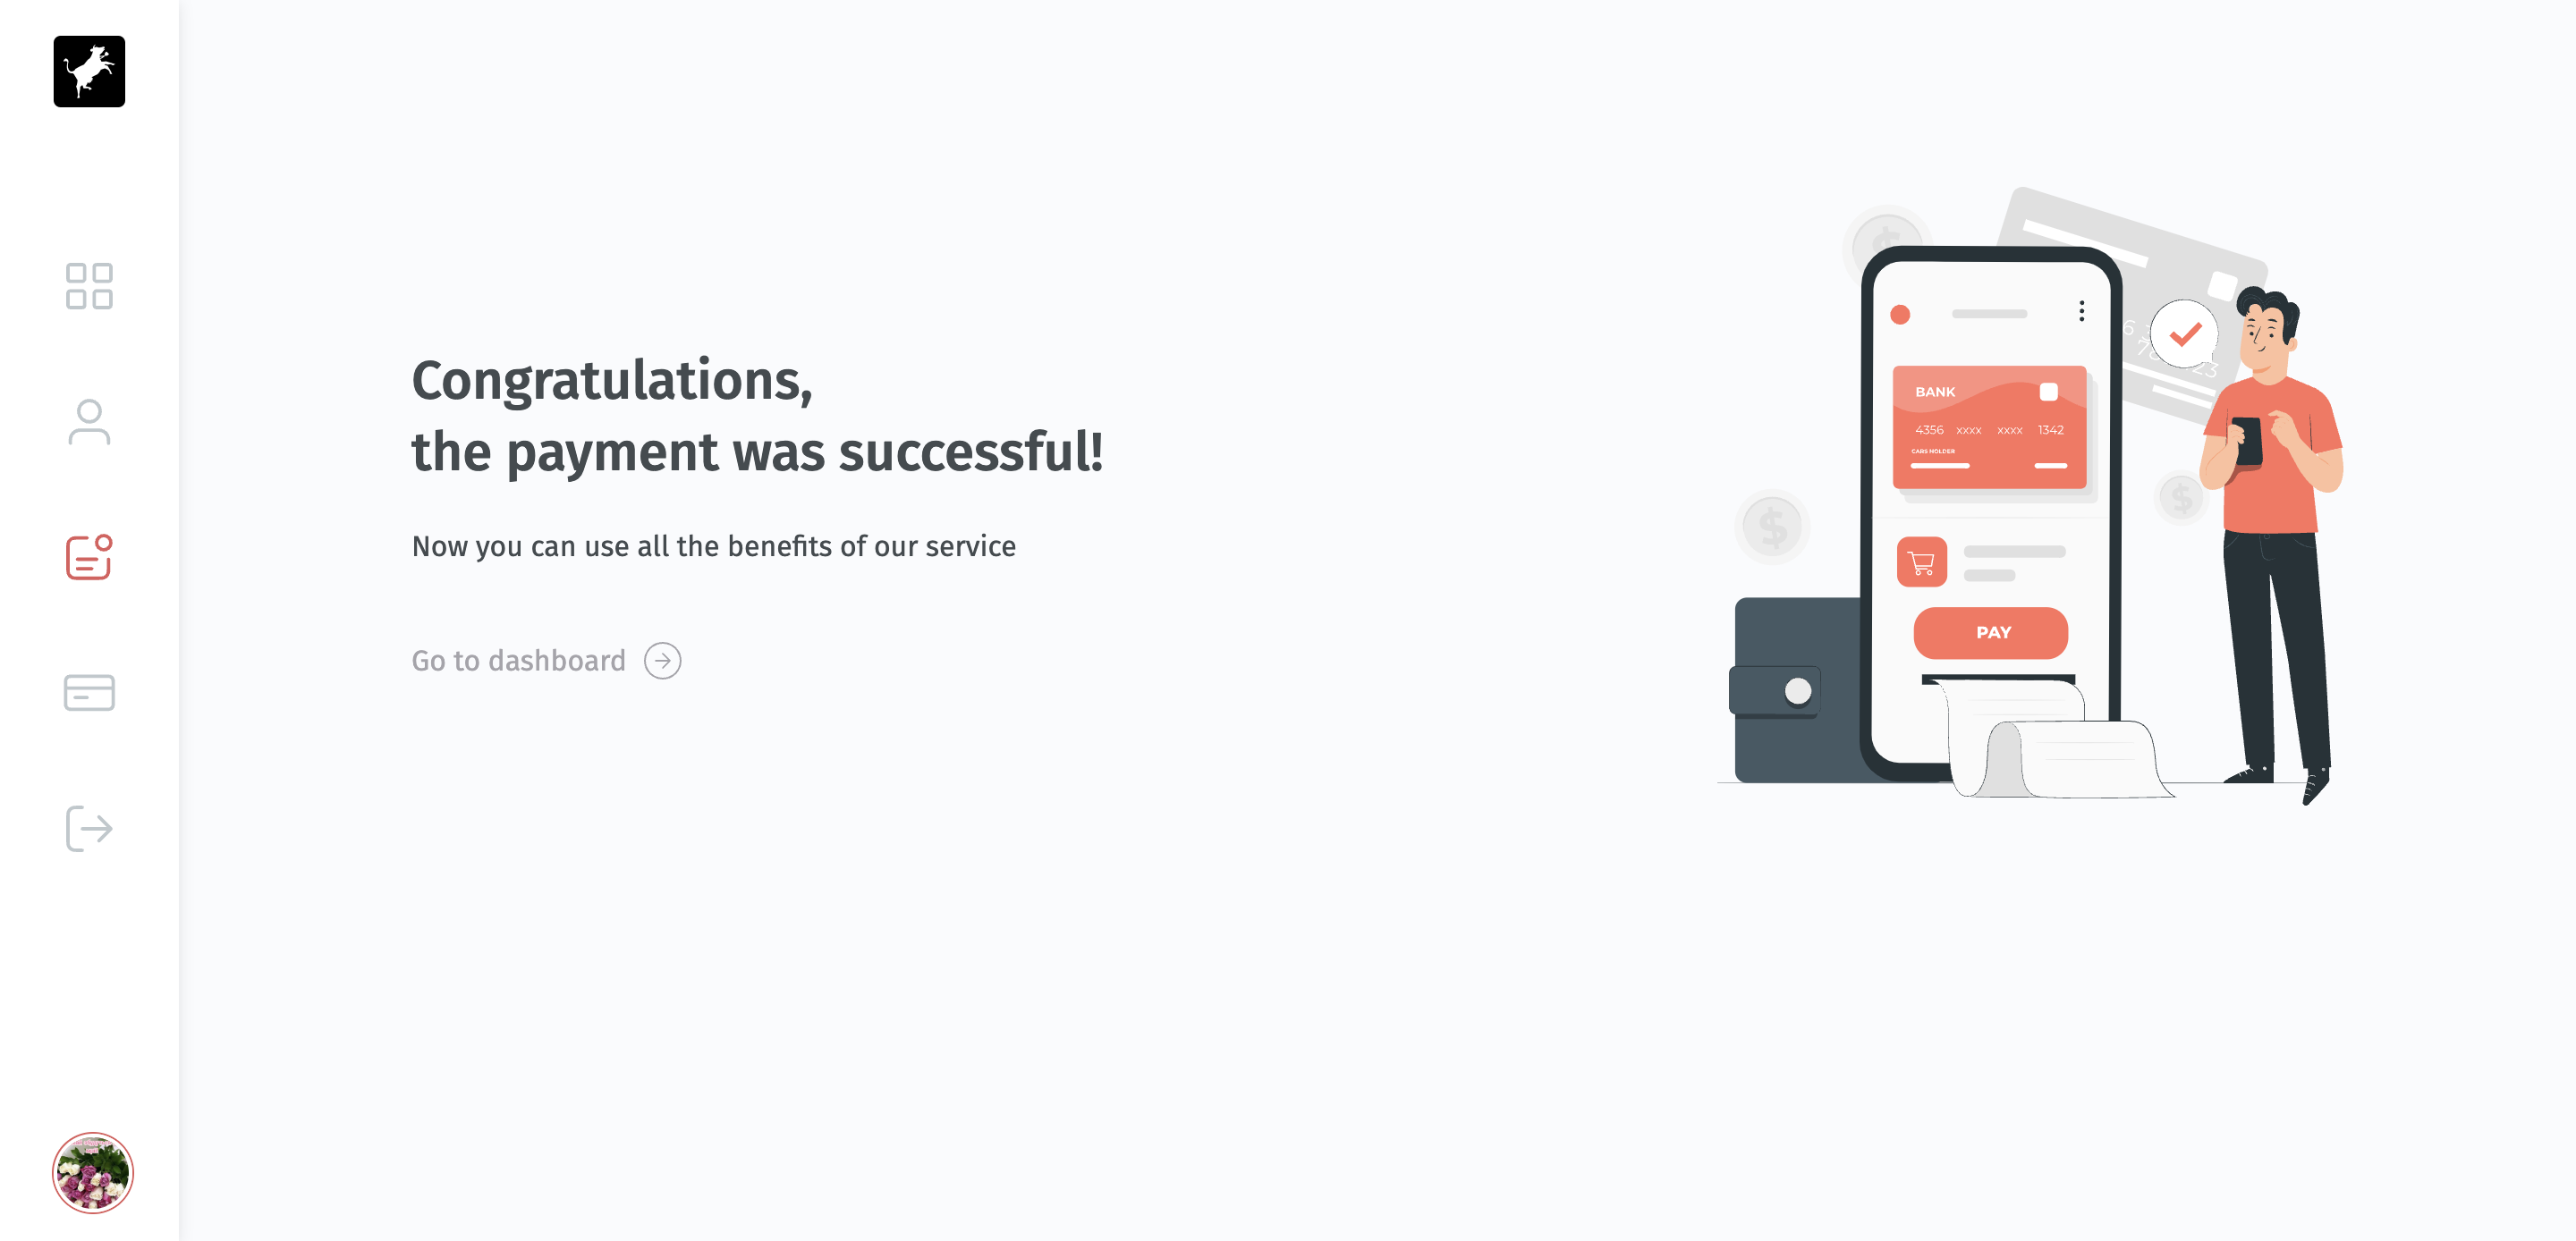 Congratulations,
the payment was successful!
Now you can use all the benefits of our service
Go to dashboard
BANK
4356 xxxx xxxx 1342
CARS HOLDER
PAY